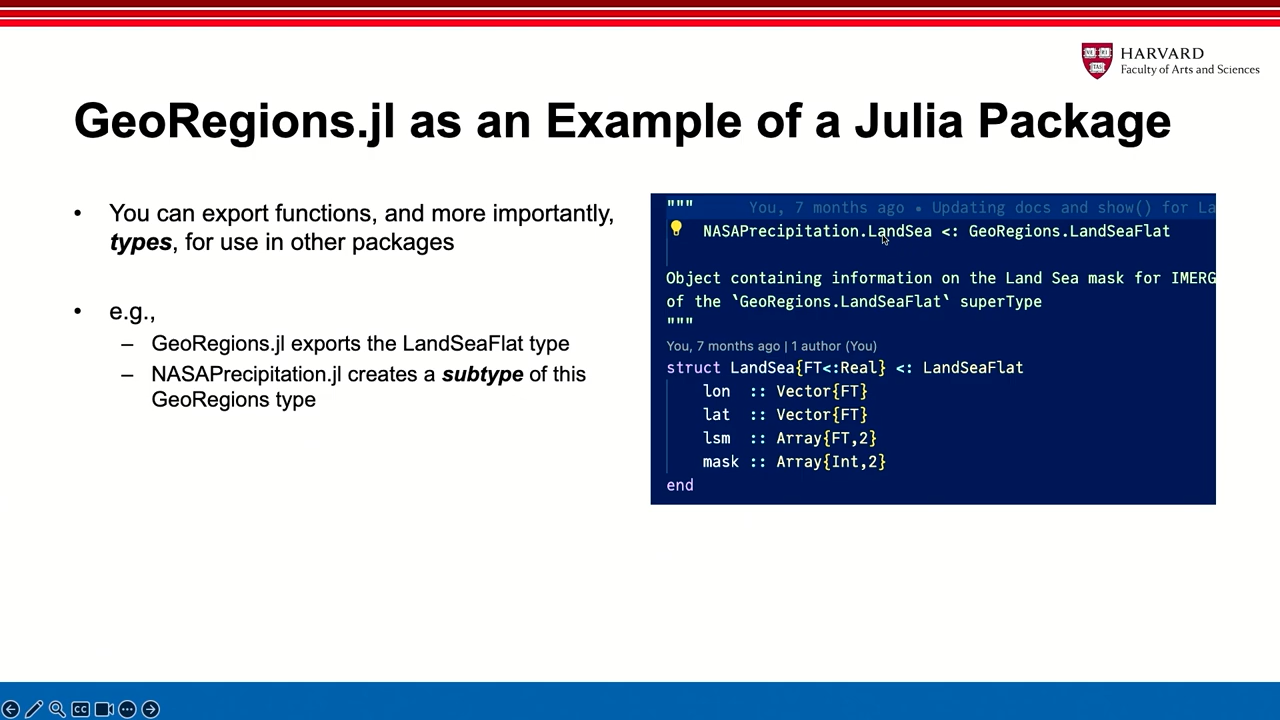 HARVARD
Faculty of Arts and Sciences
GeoRegions.jl as an Example of a Julia Package
• You can export functions, and more importantly,
types, for use in other packages
• e.g.,
– GeoRegions.jl exports the LandSeaFlat type
– NASAPrecipitation.jl creates a subtype of this
GeoRegions type
""" You, 7 months ago • Updating docs and show() for La
NASAPrecipitation.LandSea <: GeoRegions.LandSeaFlat
Object containing information on the Land Sea mask for IMERG
of the `GeoRegions.LandSeaFlat` superType
"""
You, 7 months ago | 1 author (You)
struct LandSea{FT<:Real} <: LandSeaFlat
lon :: Vector{FT}
lat :: Vector{FT}
lsm :: Array{FT,2}
mask :: Array{Int,2}
end
CC